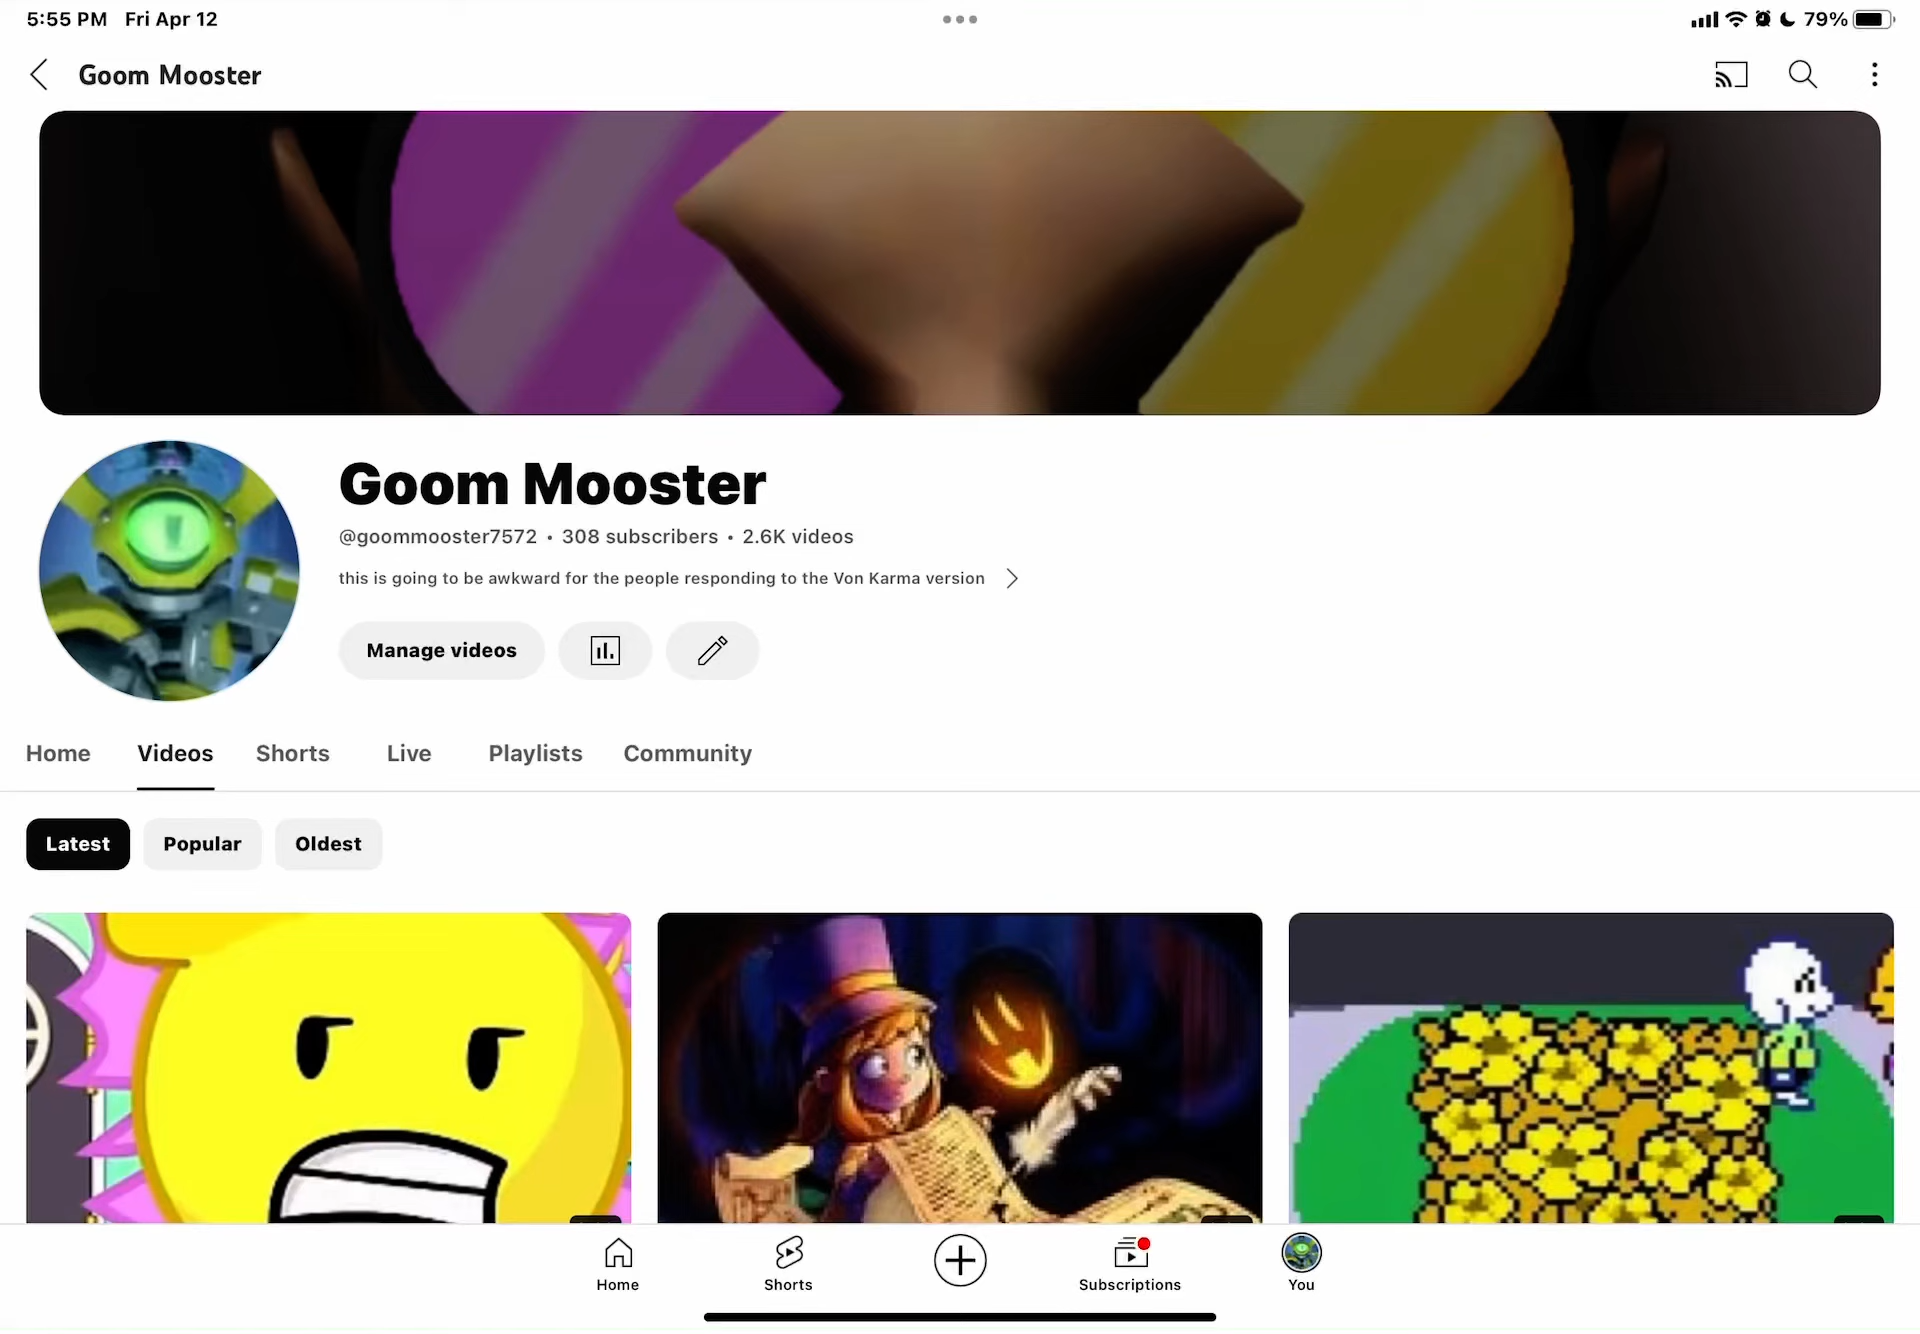 5:55 PM Fri Apr 12
79%
Goom Mooster
Goom Mooster
@goommooster7572 • 308 subscribers • 2.6K videos
this is going to be awkward for the people responding to the Von Karma version
Manage videos
Home Videos Shorts Live Playlists Community
Latest Popular Oldest
Home Shorts Subscriptions You